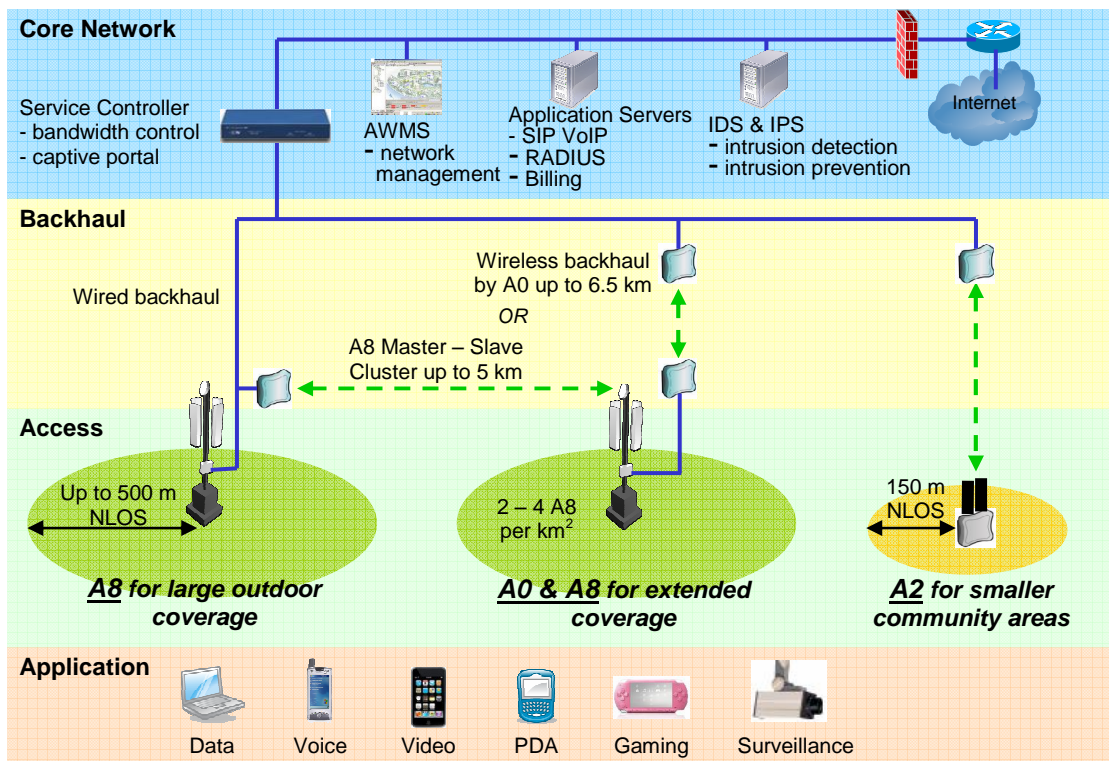 Core Network
Service Controller
- bandwidth control
- captive portal
AWMS
- network
management
Application Servers
- SIP VoIP
- RADIUS
- Billing
IDS & IPS
- intrusion detection
- intrusion prevention
Internet
Backhaul
Wired backhaul
Wireless backhaul
by A0 up to 6.5 km
OR
A8 Master – Slave
Cluster up to 5 km
Access
Up to 500 m
NLOS
2 – 4 A8
per km²
150 m
NLOS
A8 for large outdoor
coverage
A0 & A8 for extended
coverage
A2 for smaller
community areas
Application
Data
Voice
Video
PDA
Gaming
Surveillance